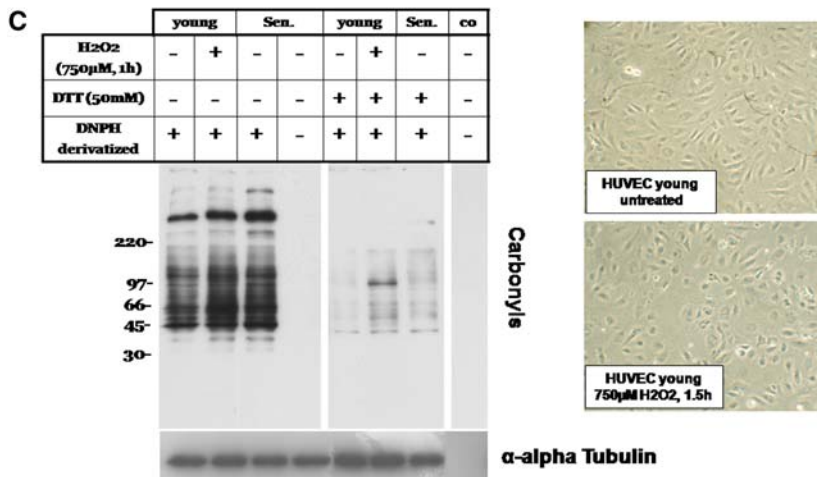 C
young Sen. young Sen. co
H2O2
(750µM, 1h) - + - - - + - -
DTT (50mM) - - - - + + + -
DNPH
derivatized + + + - + + + -
220-
97-
66-
45-
30-
Carbonyls
α-alpha Tubulin
HUVEC young
untreated
HUVEC young
750µM H2O2, 1.5h